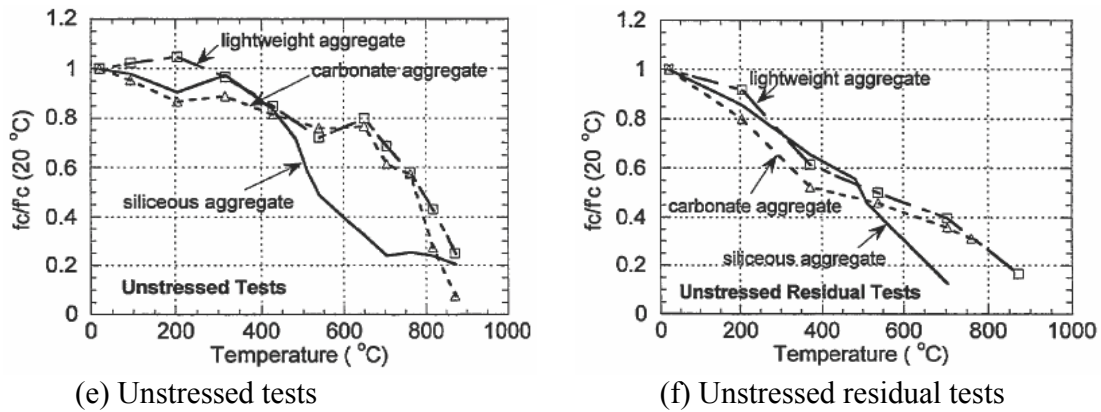 1.2
1
0.8
0.6
0.4
0.2
0
fc/f'c (20 °C)
lightweight aggregate
carbonate aggregate
siliceous aggregate
Unstressed Tests
0 200 400 600 800 1000
Temperature ( °C)
(e) Unstressed tests
1.2
1
0.8
0.6
0.4
0.2
0
fc/f'c (20 °C)
lightweight aggregate
carbonate aggregate
siliceous aggregate
Unstressed Residual Tests
0 200 400 600 800 1000
Temperature ( °C)
(f) Unstressed residual tests